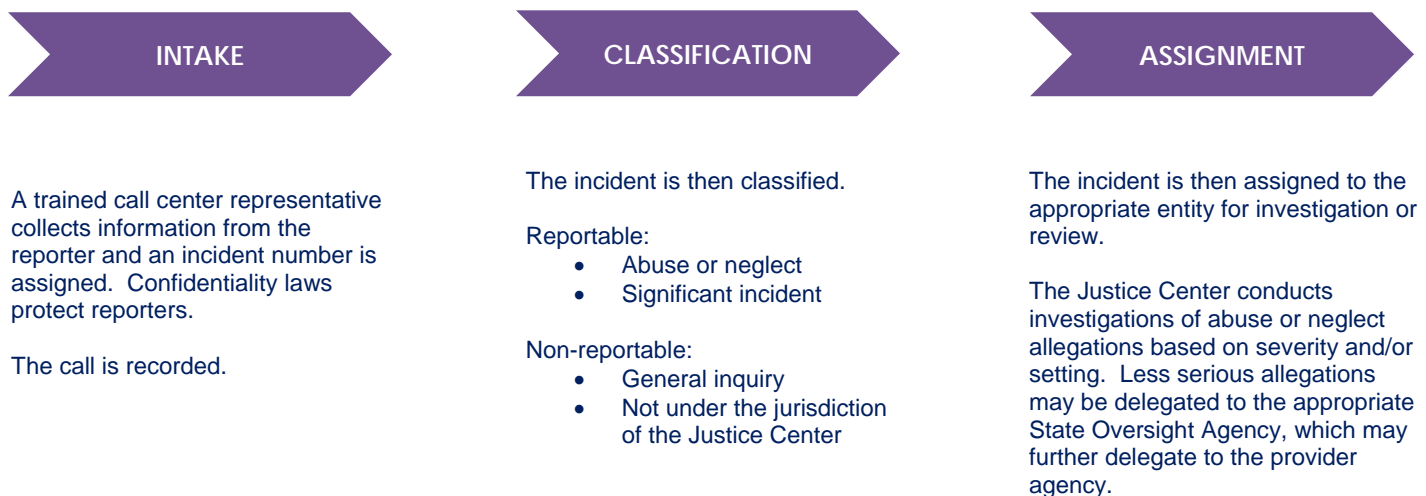 INTAKE
A trained call center representative
collects information from the
reporter and an incident number is
assigned.  Confidentiality laws
protect reporters.
The call is recorded.
CLASSIFICATION
The incident is then classified.
Reportable:
• Abuse or neglect
• Significant incident
Non-reportable:
• General inquiry
• Not under the jurisdiction
of the Justice Center
ASSIGNMENT
The incident is then assigned to the
appropriate entity for investigation or
review.
The Justice Center conducts
investigations of abuse or neglect
allegations based on severity and/or
setting.  Less serious allegations
may be delegated to the appropriate
State Oversight Agency, which may
further delegate to the provider
agency.